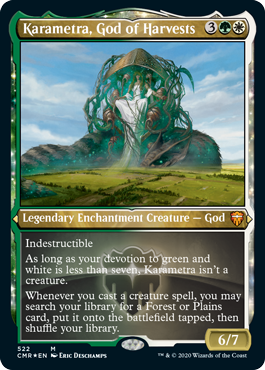 Karametra, God of Harvests 3
Legendary Enchantment Creature — God
Indestructible
As long as your devotion to green and
white is less than seven, Karametra isn't a
creature.
Whenever you cast a creature spell, you may
search your library for a Forest or Plains
card, put it onto the battlefield tapped, then
shuffle your library.
6/7
522 M
CMR★EN Eric Deschamps
™ & © 2020 Wizards of the Coast